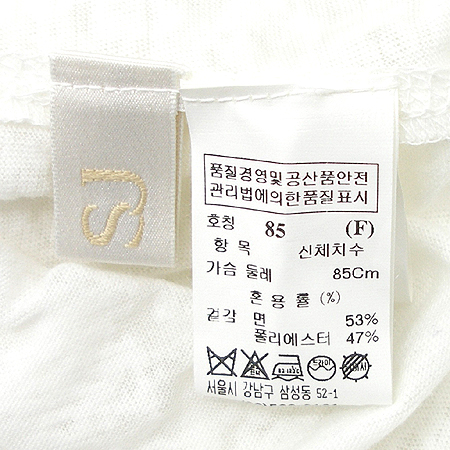 SJ
품질경영및공산품안전
관리법에의한품질표시
호칭 85 (F)
항 목 신체치수
가슴 둘레 85Cm
혼 용 률(%)
겉감 면 53%
폴리에스터 47%
드라이
서울시 강남구 삼성동 52-1